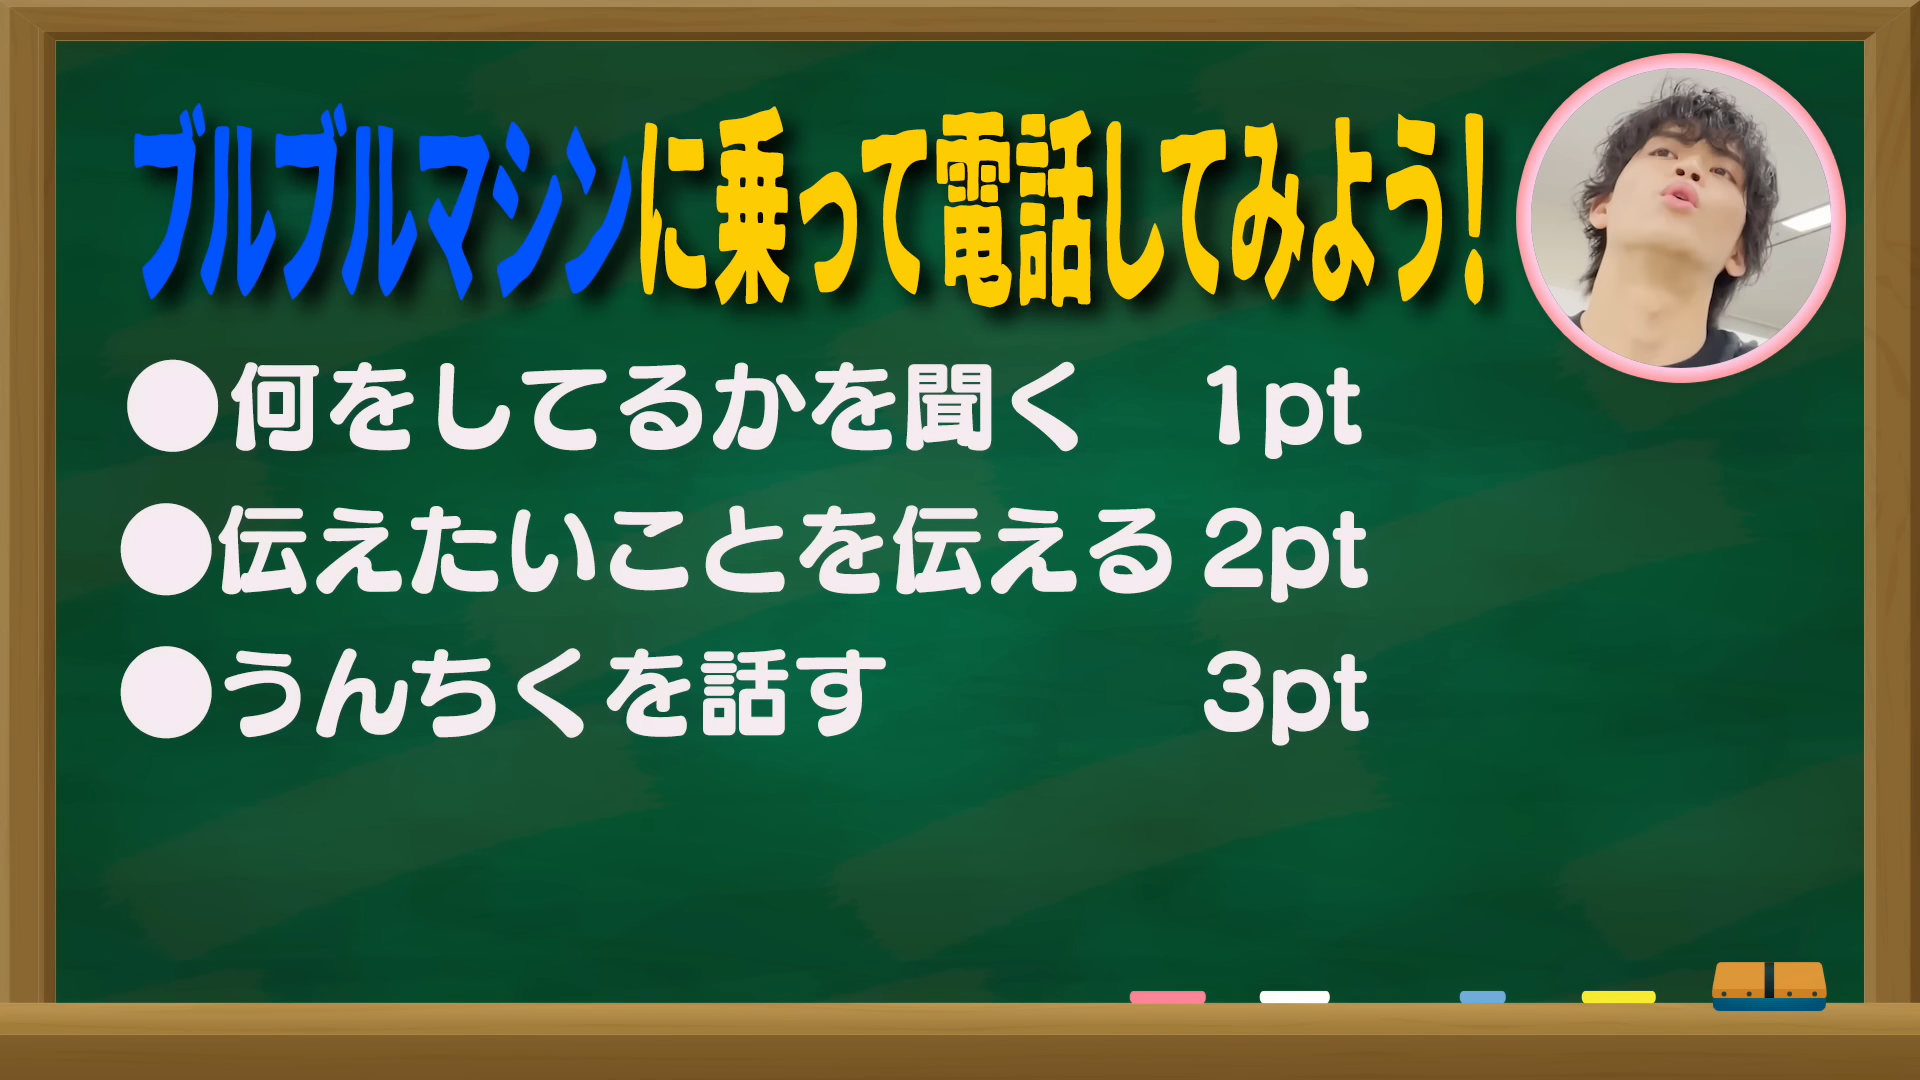 ブルブルマシンに乗って電話してみよう!
●何をしてるかを聞く 1pt
●伝えたいことを伝える 2pt
●うんちくを話す 3pt